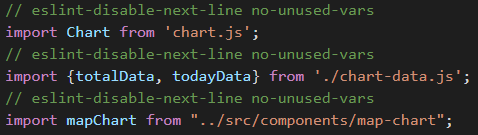 // eslint-disable-next-line no-unused-vars
import Chart from 'chart.js';
// eslint-disable-next-line no-unused-vars
import {totalData, todayData} from './chart-data.js';
// eslint-disable-next-line no-unused-vars
import mapChart from "../src/components/map-chart";